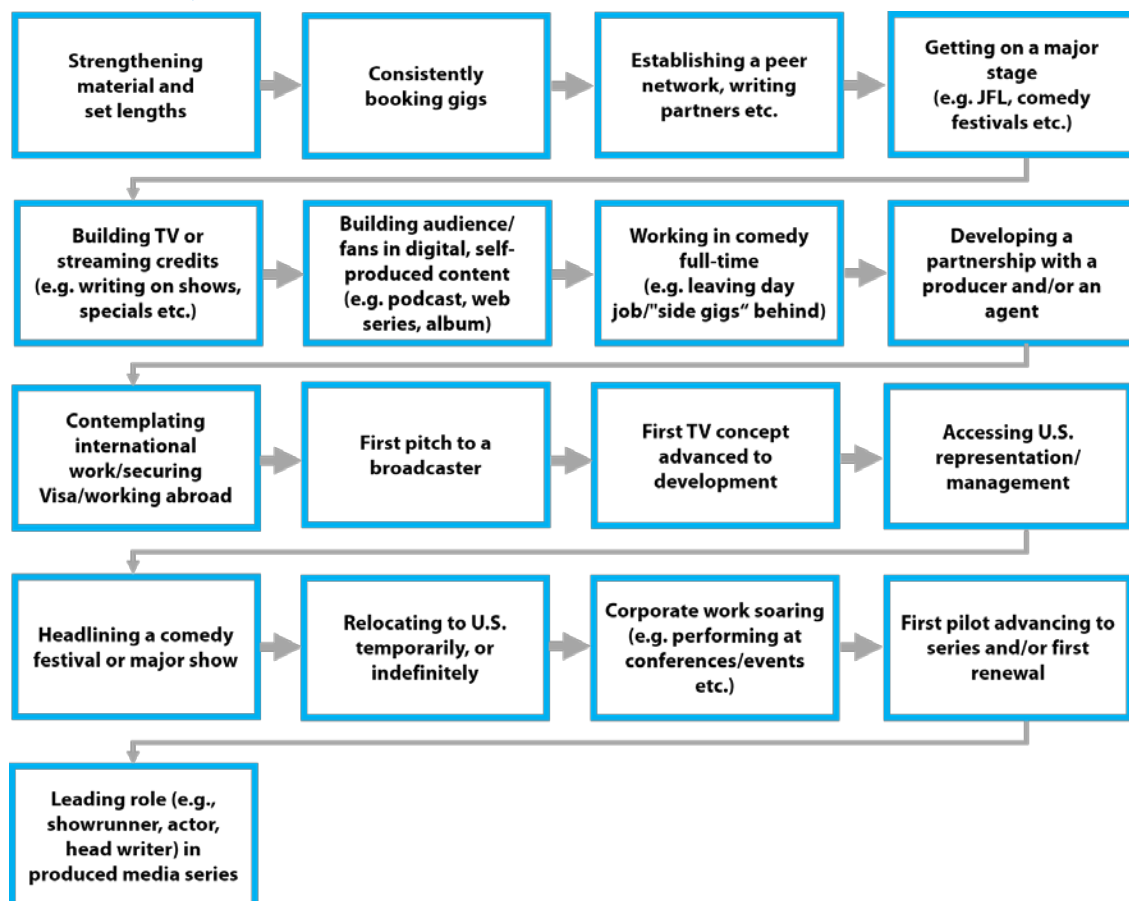 Strengthening
material and
set lengths
Consistently
booking gigs
Establishing a peer
network, writing
partners etc.
Getting on a major
stage
(e.g. JFL, comedy
festivals etc.)
Building TV or
streaming credits
(e.g. writing on shows,
specials etc.)
Building audience/
fans in digital, self-
produced content
(e.g. podcast, web
series, album)
Working in comedy
full-time
(e.g. leaving day
job/"side gigs“ behind)
Developing a
partnership with a
producer and/or an
agent
Contemplating
international
work/securing
Visa/working abroad
First pitch to a
broadcaster
First TV concept
advanced to
development
Accessing U.S.
representation/
management
Headlining a comedy
festival or major show
Relocating to U.S.
temporarily, or
indefinitely
Corporate work soaring
(e.g. performing at
conferences/events
etc.)
First pilot advancing to
series and/or first
renewal
Leading role (e.g.,
showrunner, actor,
head writer) in
produced media series